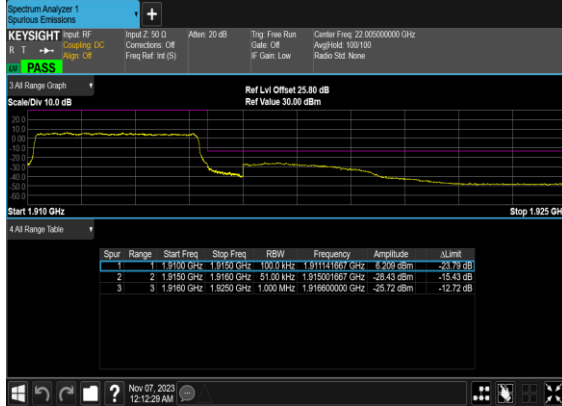 Spectrum Analyzer 1
Spurious Emissions
+
KEYSIGHT Input: RF Input Z: 50 Ω Atten: 20 dB Trig: Free Run Center Freq: 22.005000000 GHz
R T Coupling: DC Corrections: Off Gate: Off Avg|Hold: 100/100
Align: Off Freq Ref: Int (S) IF Gain: Low Radio Std: None
PASS
3 All Range Graph Ref Lvl Offset 25.80 dB
Scale/Div 10.0 dB Ref Value 30.00 dBm
20.0
10.0
0.00
-10.0
-20.0
-30.0
-40.0
-50.0
-60.0
Start 1.910 GHz Stop 1.925 GH
4 All Range Table
Spur Range Start Freq Stop Freq RBW Frequency Amplitude ΔLimit
1 1 1.9100 GHz 1.9150 GHz 100.0 kHz 1.911141667 GHz 6.209 dBm -23.79 dB
2 2 1.9150 GHz 1.9160 GHz 51.00 kHz 1.915001667 GHz -28.43 dBm -15.43 dB
3 3 1.9160 GHz 1.9250 GHz 1.000 MHz 1.916600000 GHz -25.72 dBm -12.72 dB
? Nov 07, 2023
12:12:29 AM